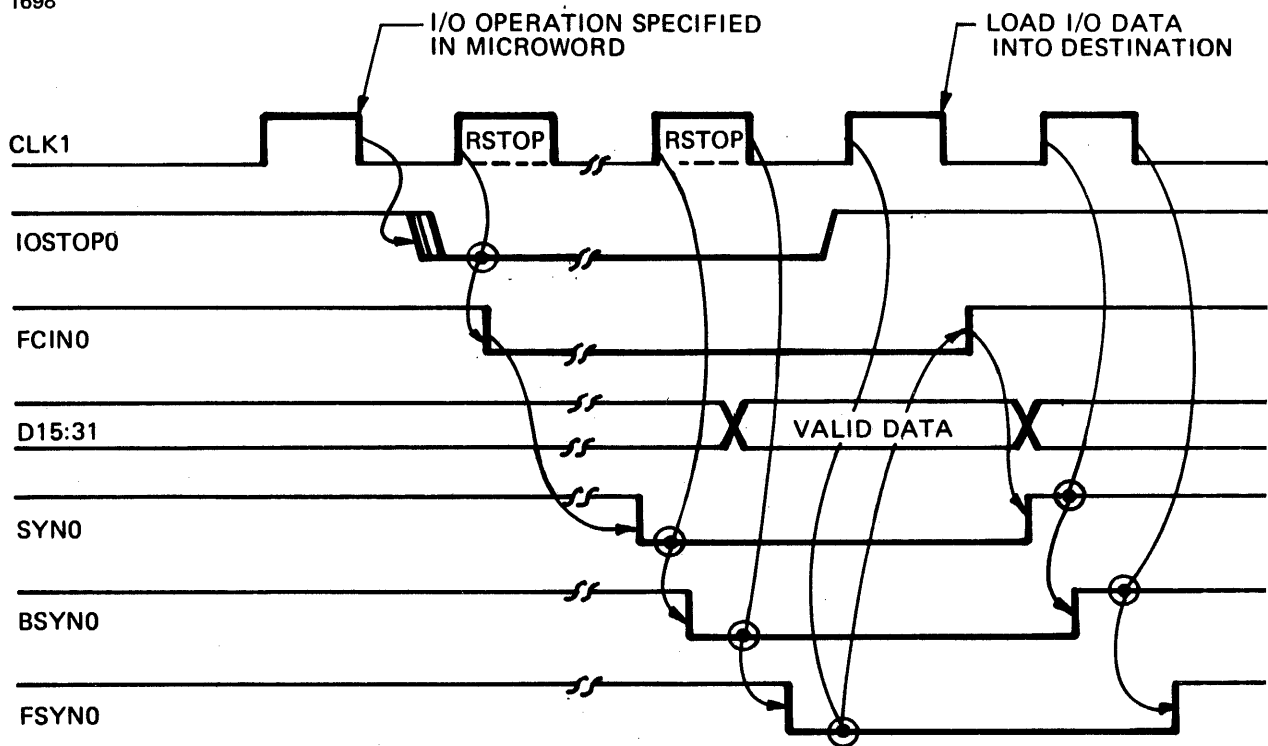 1698
I/O OPERATION SPECIFIED
IN MICROWORD
LOAD I/O DATA
INTO DESTINATION
CLK1
RSTOP
RSTOP
IOSTOP0
FCIN0
D15:31
VALID DATA
SYN0
BSYN0
FSYN0